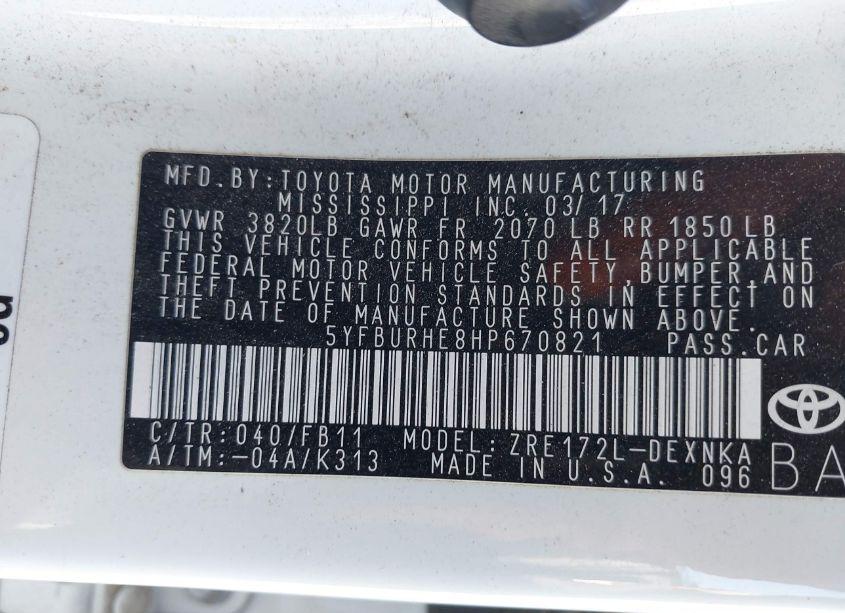 MFD.BY:TOYOTA MOTOR MANUFACTURING
MISSISSIPPI INC. 03/17
GVWR 3820LB GAWR FR 2070 LB RR 1850 LB
THIS VEHICLE CONFORMS TO ALL APPLICABLE
FEDERAL MOTOR VEHICLE SAFETY, BUMPER, AND
THEFT PREVENTION STANDARDS IN EFFECT ON
THE DATE OF MANUFACTURE SHOWN ABOVE.
5YFBURHE8HP670821 PASS.CAR
C/TR:040/FB11 MODEL:ZRE172L-DEXNKA
A/TM:-04A/K313 MADE IN U.S.A. 096 BA